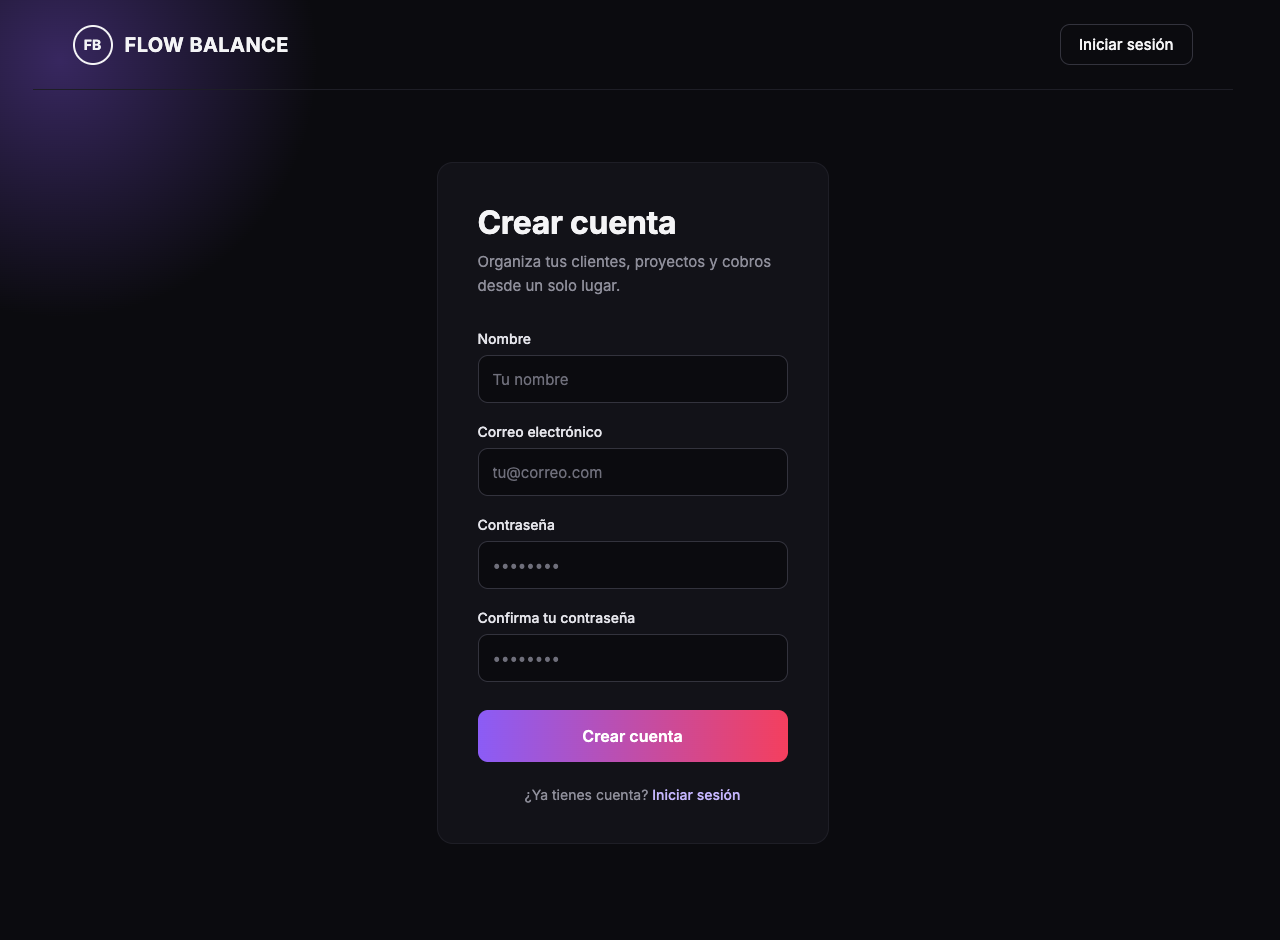 FB FLOW BALANCE
Iniciar sesión
Crear cuenta
Organiza tus clientes, proyectos y cobros
desde un solo lugar.
Nombre
Tu nombre
Correo electrónico
tu@correo.com
Contraseña
••••••••
Confirma tu contraseña
••••••••
Crear cuenta
¿Ya tienes cuenta? Iniciar sesión